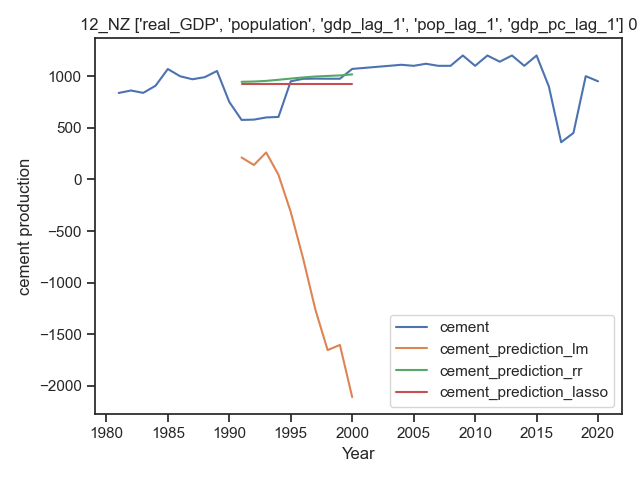 12_NZ ['real_GDP', 'population', 'gdp_lag_1', 'pop_lag_1', 'gdp_pc_lag_1'] 0
1000
500
0
−500
−1000
−1500
−2000
cement production
cement
cement_prediction_lm
cement_prediction_rr
cement_prediction_lasso
1980 1985 1990 1995 2000 2005 2010 2015 2020
Year